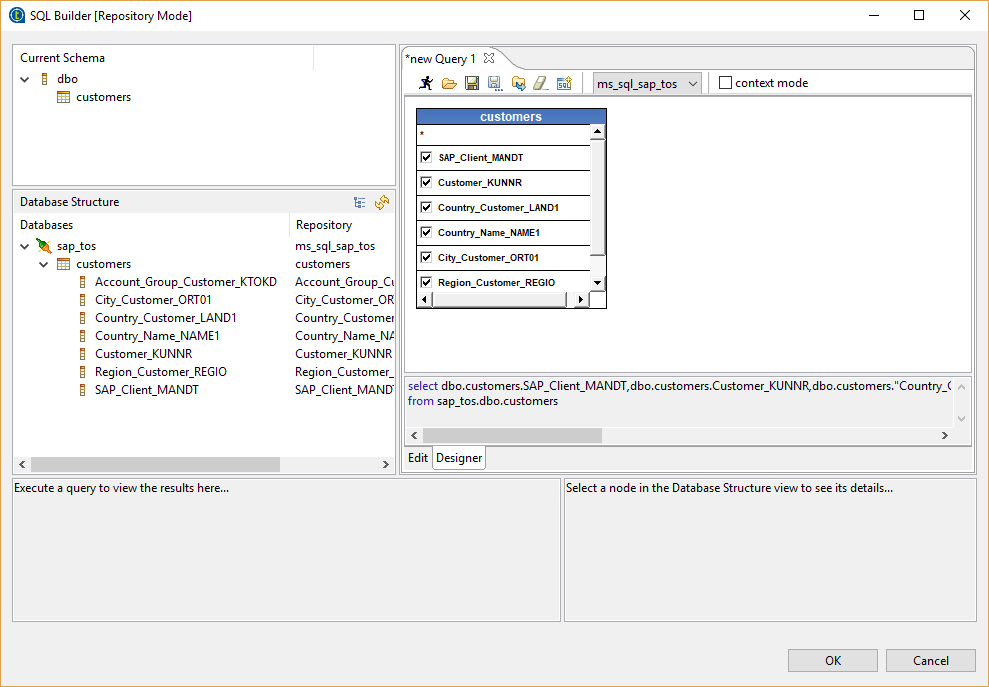 SQL Builder [Repository Mode]
Current Schema
dbo
customers
Database Structure
Databases Repository
sap_tos ms_sql_sap_tos
customers customers
Account_Group_Customer_KTOKD Account_Group_Cu
City_Customer_ORT01 City_Customer_OR
Country_Customer_LAND1 Country_Customer
Country_Name_NAME1 Country_Name_NA
Customer_KUNNR Customer_KUNNR
Region_Customer_REGIO Region_Customer_
SAP_Client_MANDT SAP_Client_MANDT
*new Query 1
SQL
ms_sql_sap_tos
context mode
customers
*
SAP_Client_MANDT
Customer_KUNNR
Country_Customer_LAND1
Country_Name_NAME1
City_Customer_ORT01
Region_Customer_REGIO
select dbo.customers.SAP_Client_MANDT,dbo.customers.Customer_KUNNR,dbo.customers."Country_C
from sap_tos.dbo.customers
Edit Designer
Execute a query to view the results here...
Select a node in the Database Structure view to see its details...
OK Cancel